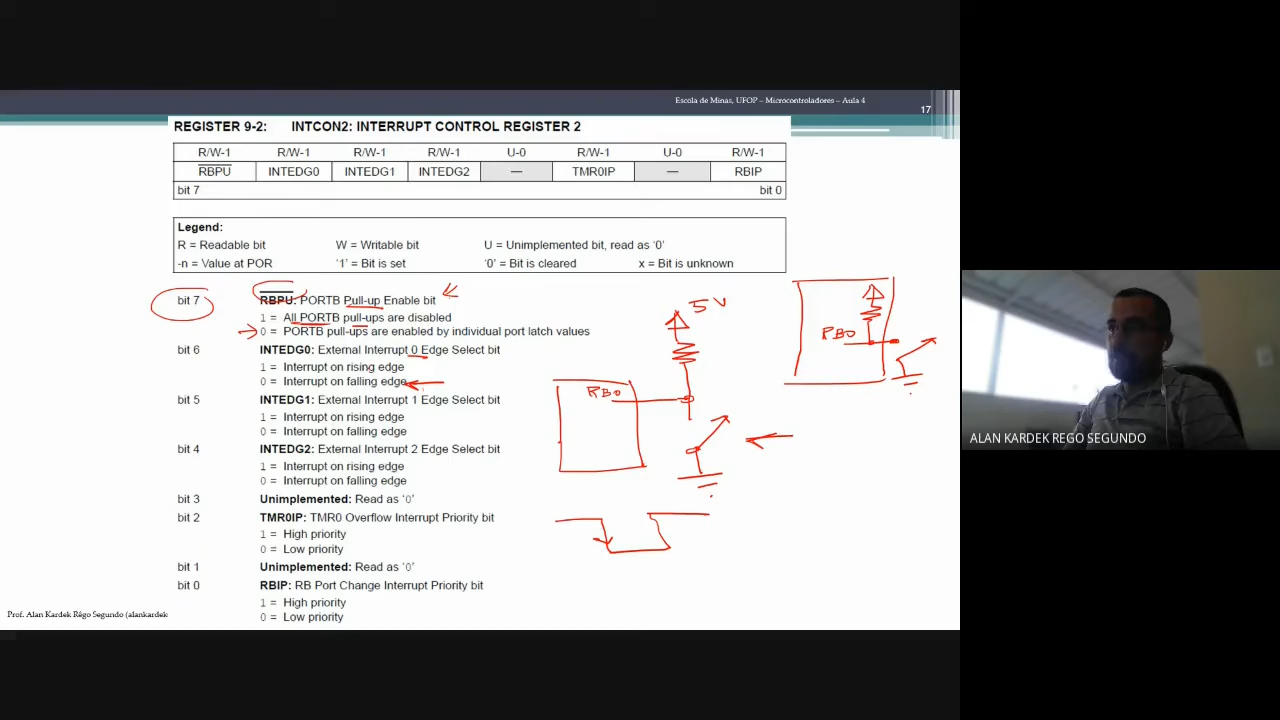 Escola de Minas, UFOP – Microcontroladores – Aula 4
17
REGISTER 9-2: INTCON2: INTERRUPT CONTROL REGISTER 2
R/W-1 R/W-1 R/W-1 R/W-1 U-0 R/W-1 U-0 R/W-1
RBPU INTEDG0 INTEDG1 INTEDG2 — TMR0IP — RBIP
bit 7 bit 0
Legend:
R = Readable bit W = Writable bit U = Unimplemented bit, read as ‘0’
-n = Value at POR ‘1’ = Bit is set ‘0’ = Bit is cleared x = Bit is unknown
bit 7 RBPU: PORTB Pull-up Enable bit
1 = All PORTB pull-ups are disabled
0 = PORTB pull-ups are enabled by individual port latch values
bit 6 INTEDG0: External Interrupt 0 Edge Select bit
1 = Interrupt on rising edge
0 = Interrupt on falling edge
bit 5 INTEDG1: External Interrupt 1 Edge Select bit
1 = Interrupt on rising edge
0 = Interrupt on falling edge
bit 4 INTEDG2: External Interrupt 2 Edge Select bit
1 = Interrupt on rising edge
0 = Interrupt on falling edge
bit 3 Unimplemented: Read as ‘0’
bit 2 TMR0IP: TMR0 Overflow Interrupt Priority bit
1 = High priority
0 = Low priority
bit 1 Unimplemented: Read as ‘0’
bit 0 RBIP: RB Port Change Interrupt Priority bit
1 = High priority
0 = Low priority
5V
RB0
RB0
Prof. Alan Kardek Rêgo Segundo (alankardek
ALAN KARDEK REGO SEGUNDO